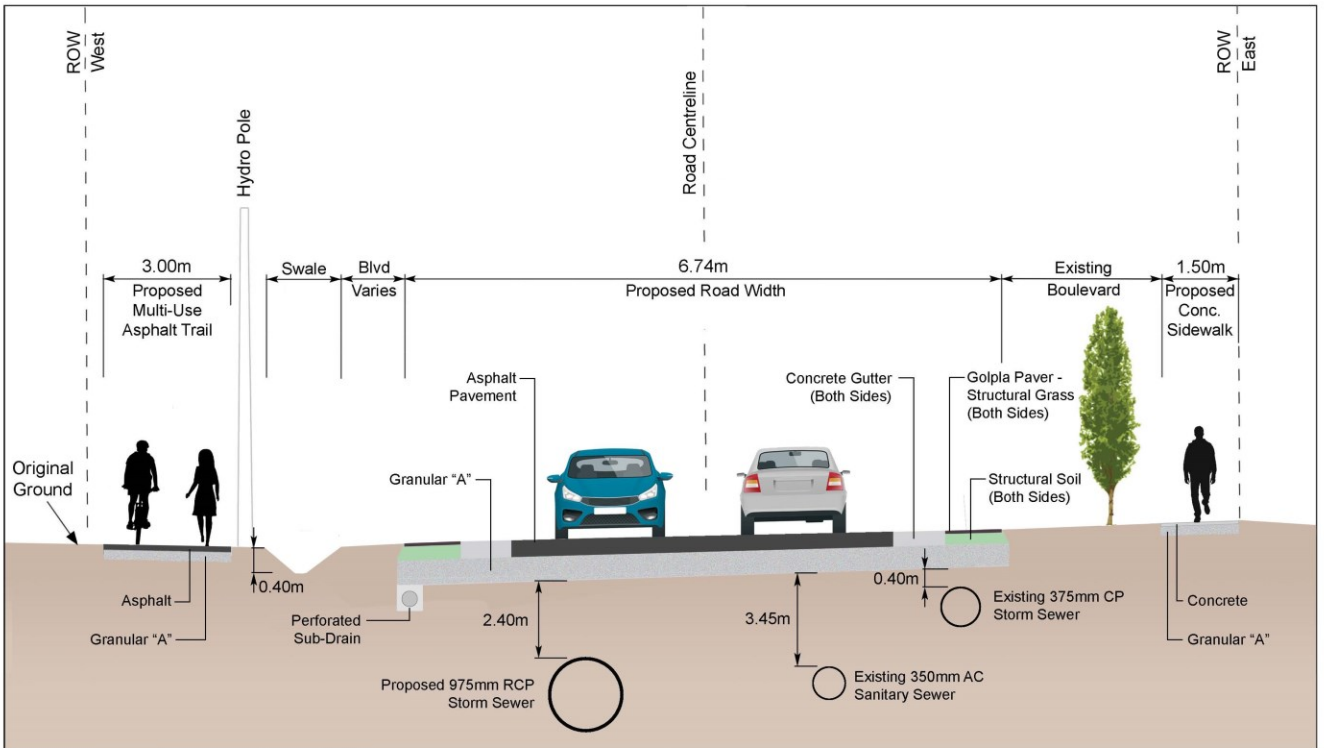 ROW
West
Hydro Pole
Road Centreline
ROW
East
3.00m
Proposed
Multi-Use
Asphalt Trail
Swale
Blvd
Varies
6.74m
Proposed Road Width
Existing
Boulevard
1.50m
Proposed
Conc.
Sidewalk
Asphalt
Pavement
Concrete Gutter
(Both Sides)
Golpla Paver -
Structural Grass
(Both Sides)
Original
Ground
Granular “A”
Structural Soil
(Both Sides)
0.40m
Asphalt
Granular “A”
Perforated
Sub-Drain
2.40m
3.45m
0.40m
Existing 375mm CP
Storm Sewer
Concrete
Granular “A”
Proposed 975mm RCP
Storm Sewer
Existing 350mm AC
Sanitary Sewer